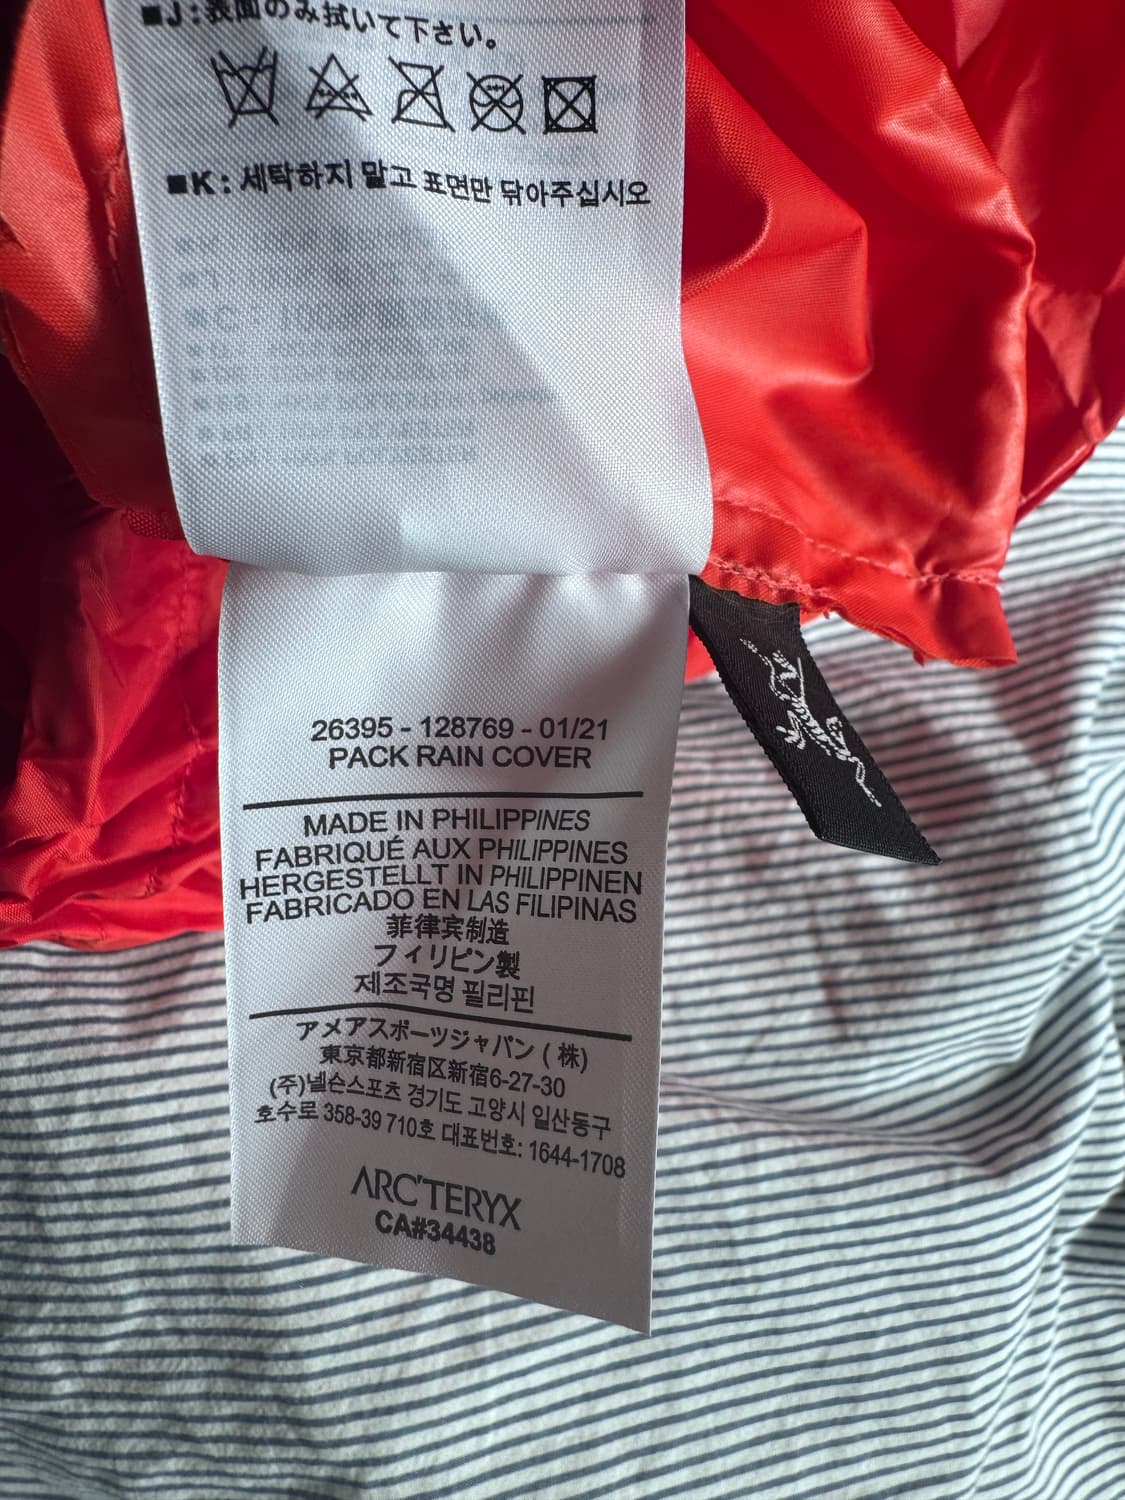 ■J:表面のみ拭いて下さい。
■K: 세탁하지 말고 표면만 닦아주십시오
26395 - 128769 - 01/21
PACK RAIN COVER
MADE IN PHILIPPINES
FABRIQUÉ AUX PHILIPPINES
HERGESTELLT IN PHILIPPINEN
FABRICADO EN LAS FILIPINAS
菲律宾制造
フィリピン製
제조국명 필리핀
アメアスポーツジャパン (株)
東京都新宿区新宿6-27-30
(주)넬슨스포츠 경기도 고양시 일산동구
호수로 358-39 710호 대표번호: 1644-1708
ARC'TERYX
CA#34438